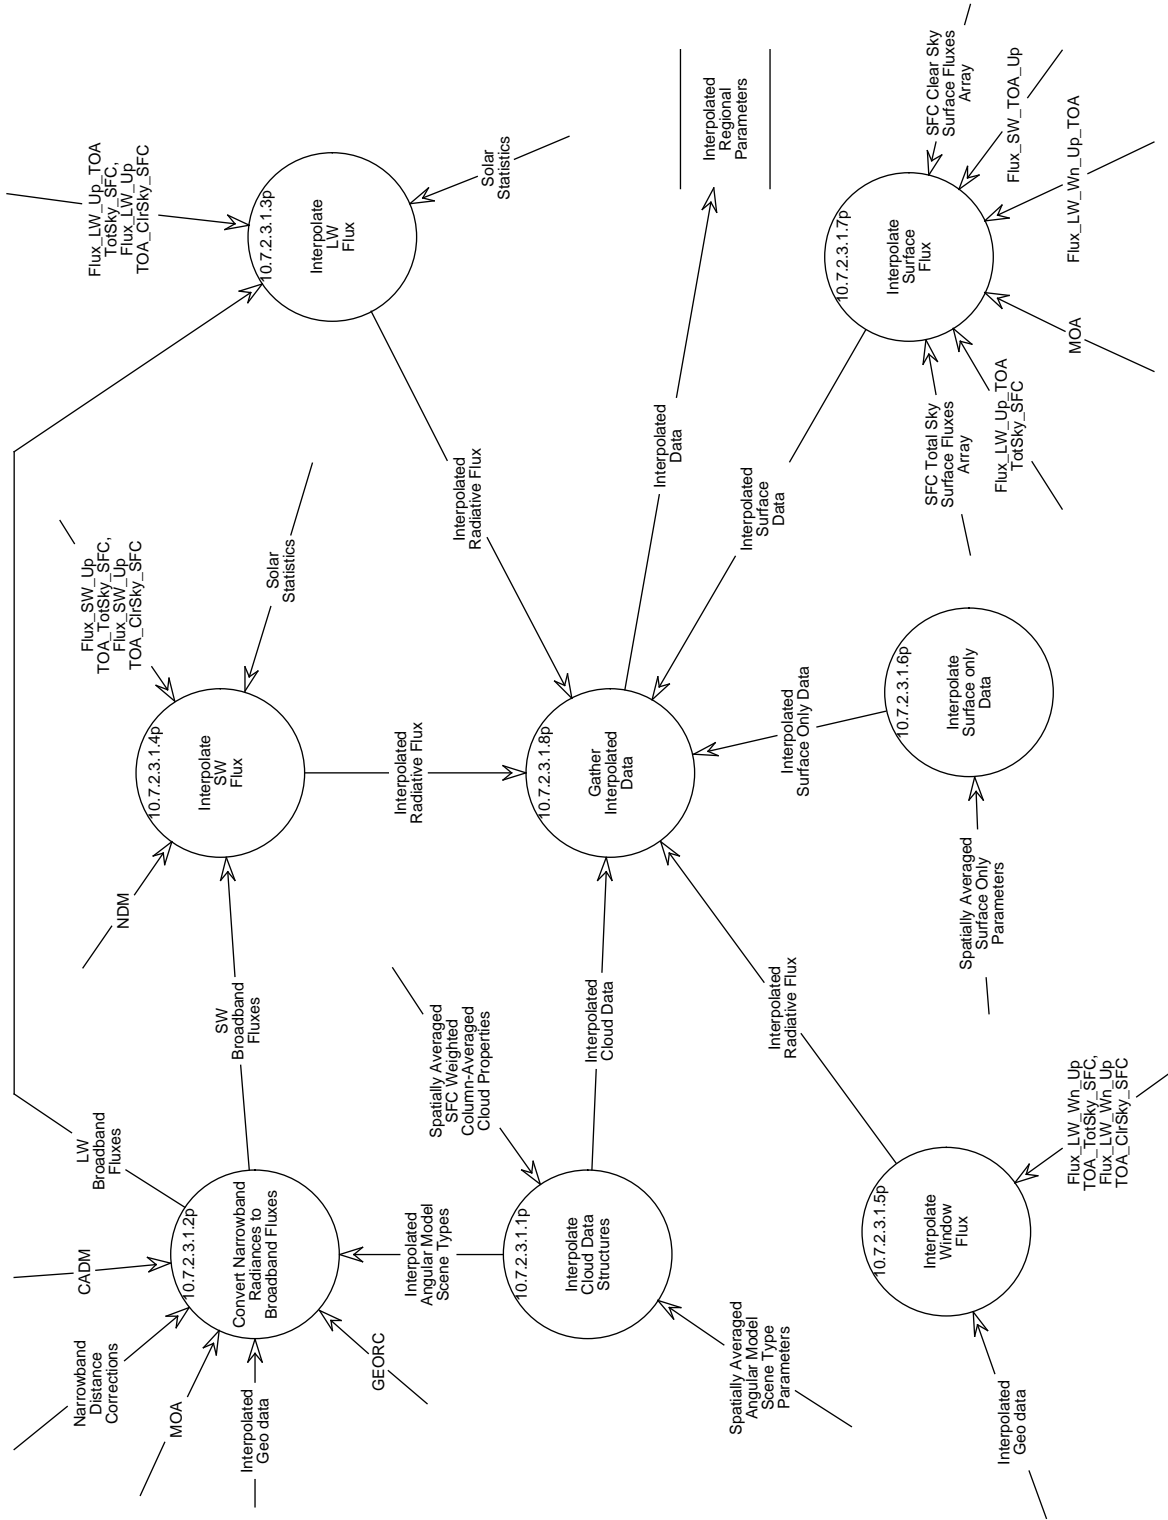 Flux_LW_Up_TOA
TotSky_SFC,
Flux_LW_Up
TOA_ClrSky_SFC
10.7.2.3.1.3p
Interpolate
LW
Flux
Solar
Statistics
Interpolated
Regional
Parameters
SFC Clear Sky
Surface Fluxes
Array
Flux_SW_TOA_Up
Flux_LW_Wn_Up_TOA
10.7.2.3.1.7p
Interpolate
Surface
Flux
MOA
Flux_LW_Up_TOA
TotSky_SFC
SFC Total Sky
Surface Fluxes
Array
Interpolated
Radiative Flux
Interpolated
Data
Interpolated
Surface
Data
Flux_SW_Up
TOA_TotSky_SFC,
Flux_SW_Up
TOA_ClrSky_SFC
Solar
Statistics
10.7.2.3.1.4p
Interpolate
SW
Flux
NDM
Interpolated
Radiative Flux
10.7.2.3.1.8p
Gather
Interpolated
Data
Interpolated
Surface Only Data
10.7.2.3.1.6p
Interpolate
Surface only
Data
Spatially Averaged
Surface Only
Parameters
SW
Broadband
Fluxes
Spatially Averaged
SFC Weighted
Column-Averaged
Cloud Properties
Interpolated
Cloud Data
Interpolated
Radiative Flux
LW
Broadband
Fluxes
CADM
10.7.2.3.1.2p
Convert Narrowband
Radiances to
Broadband Fluxes
Interpolated
Angular Model
Scene Types
10.7.2.3.1.1p
Interpolate
Cloud Data
Structures
10.7.2.3.1.5p
Interpolate
Window
Flux
Flux_LW_Wn_Up
TOA_TotSky_SFC,
Flux_LW_Wn_Up
TOA_ClrSky_SFC
Narrowband
Distance
Corrections
MOA
Interpolated
Geo data
GEORC
Spatially Averaged
Angular Model
Scene Type
Parameters
Interpolated
Geo data